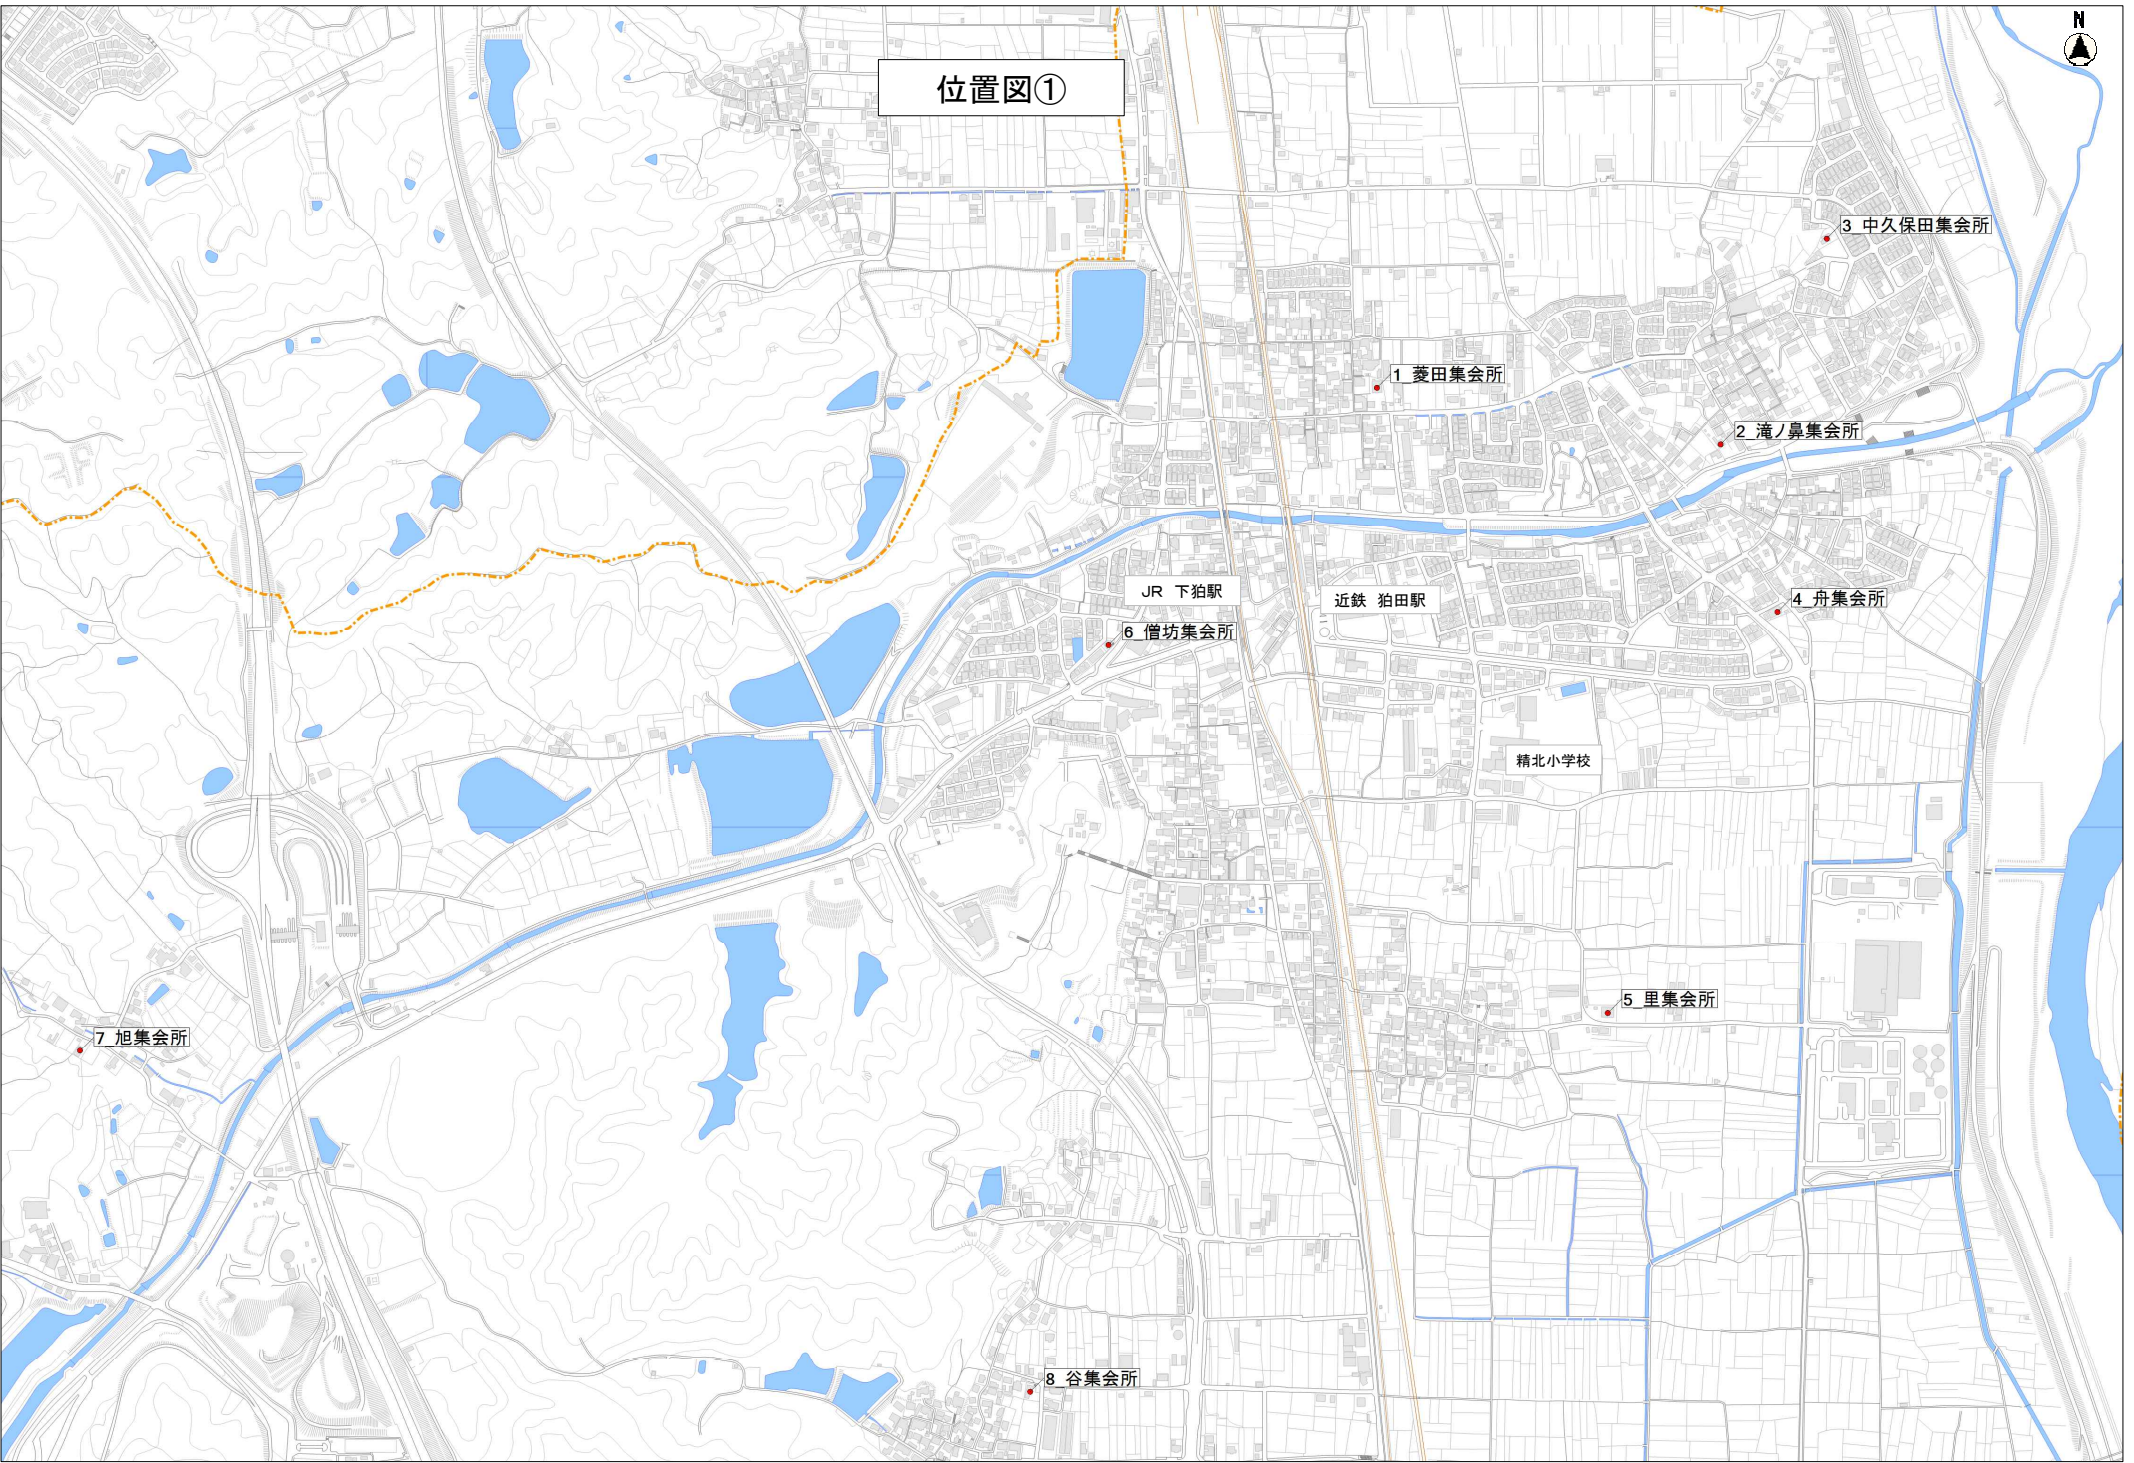 N
位置図①
3_中久保田集会所
1_菱田集会所
2_滝ノ鼻集会所
JR 下狛駅
近鉄 狛田駅
4_舟集会所
6_僧坊集会所
精北小学校
5_里集会所
7_旭集会所
8_谷集会所